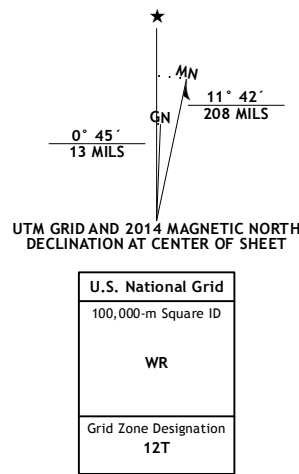 ★
MN
GN
11° 42´
208 MILS
0° 45´
13 MILS
UTM GRID AND 2014 MAGNETIC NORTH
DECLINATION AT CENTER OF SHEET
U.S. National Grid
100,000-m Square ID
WR
Grid Zone Designation
12T